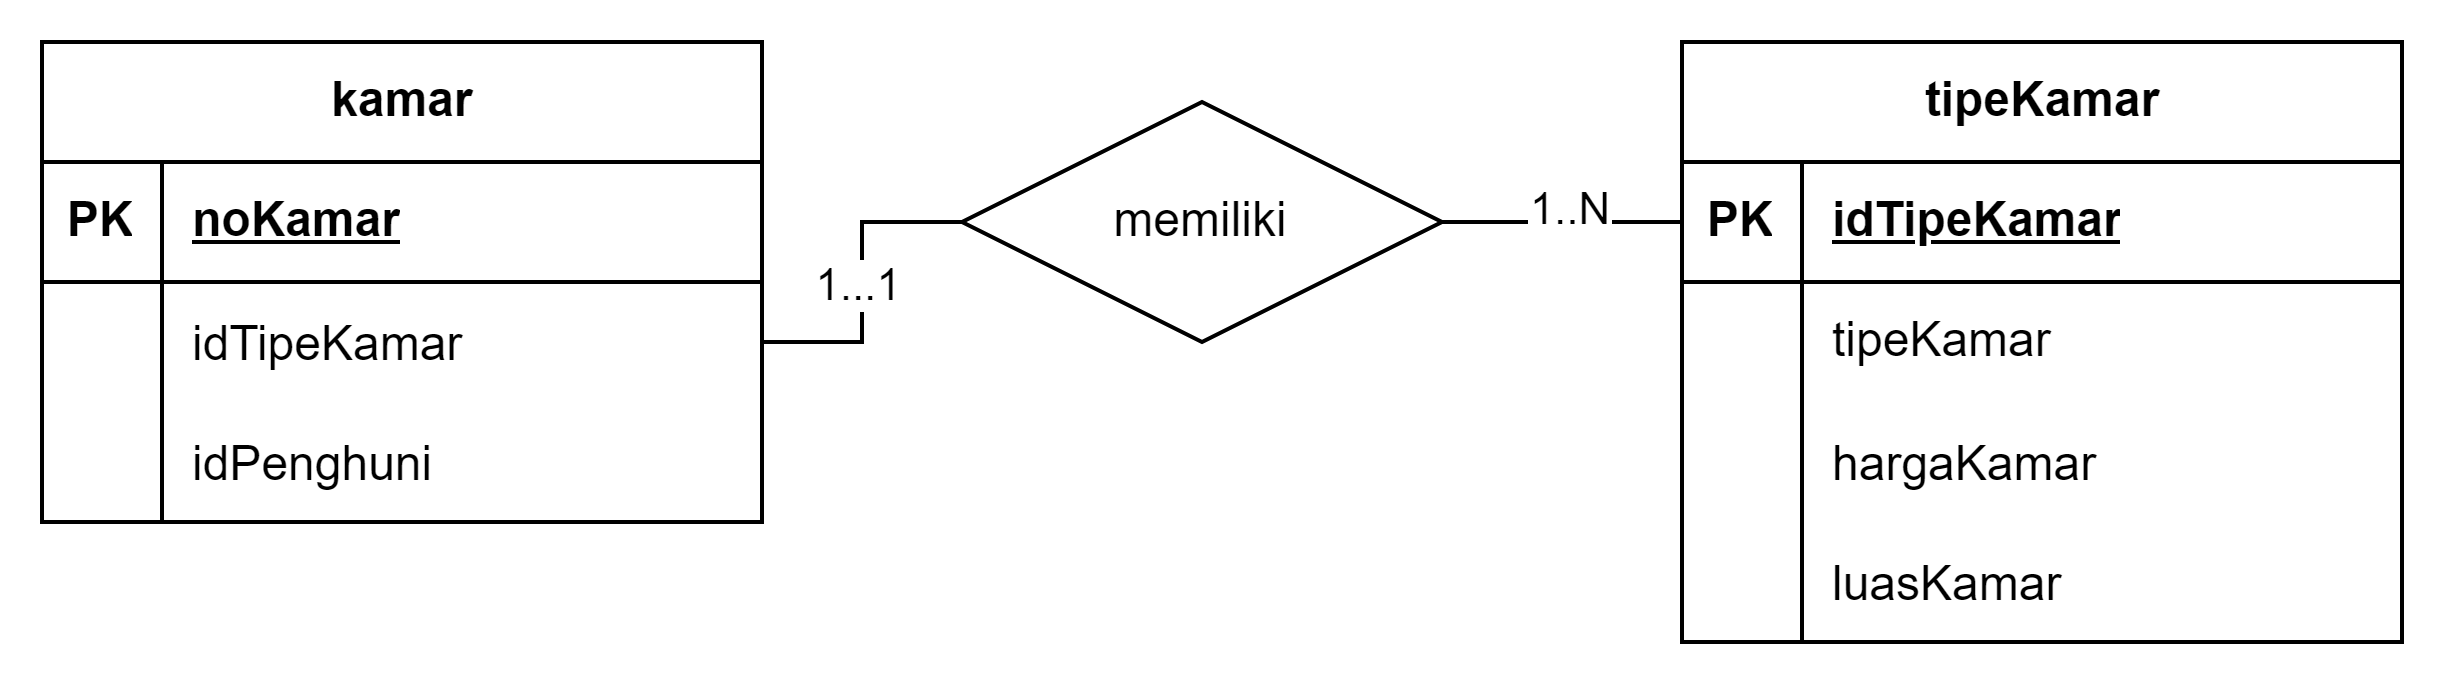 kamar
PK noKamar
idTipeKamar
idPenghuni
1...1
memiliki
1..N
tipeKamar
PK idTipeKamar
tipeKamar
hargaKamar
luasKamar